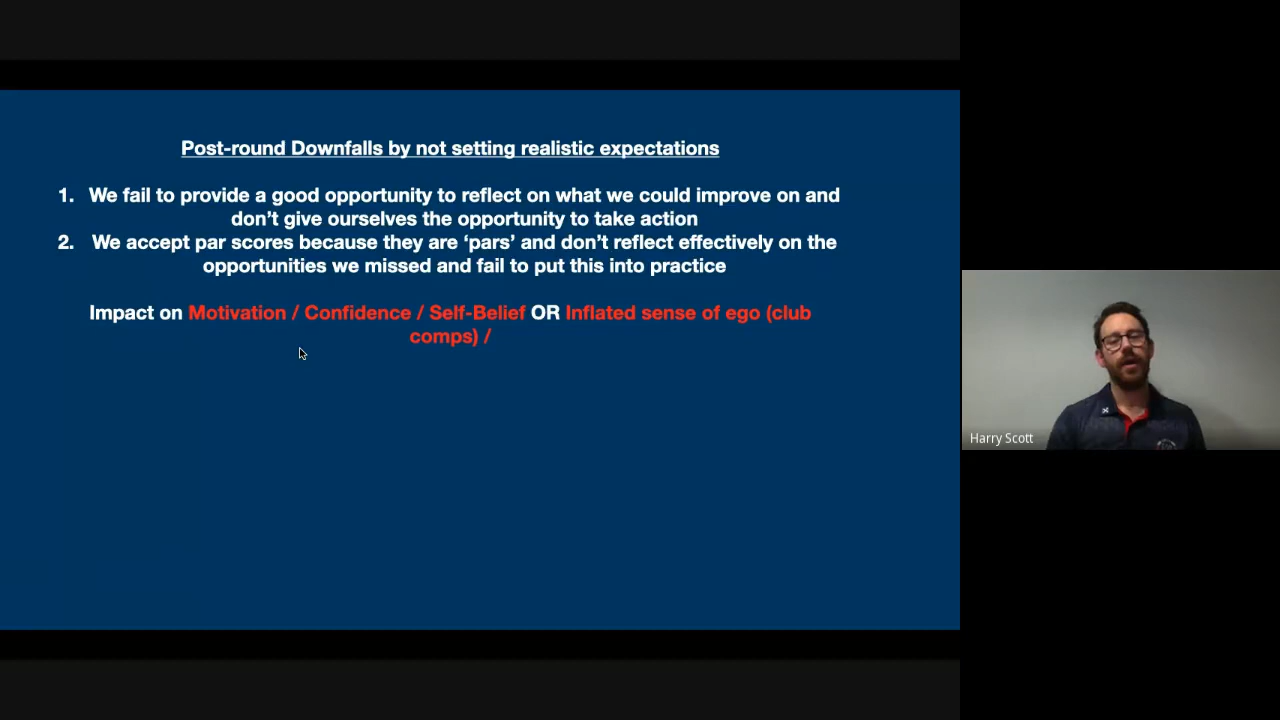 Post-round Downfalls by not setting realistic expectations
1. We fail to provide a good opportunity to reflect on what we could improve on and
don’t give ourselves the opportunity to take action
2. We accept par scores because they are ‘pars’ and don’t reflect effectively on the
opportunities we missed and fail to put this into practice
Impact on Motivation / Confidence / Self-Belief OR Inflated sense of ego (club
comps) /
Harry Scott